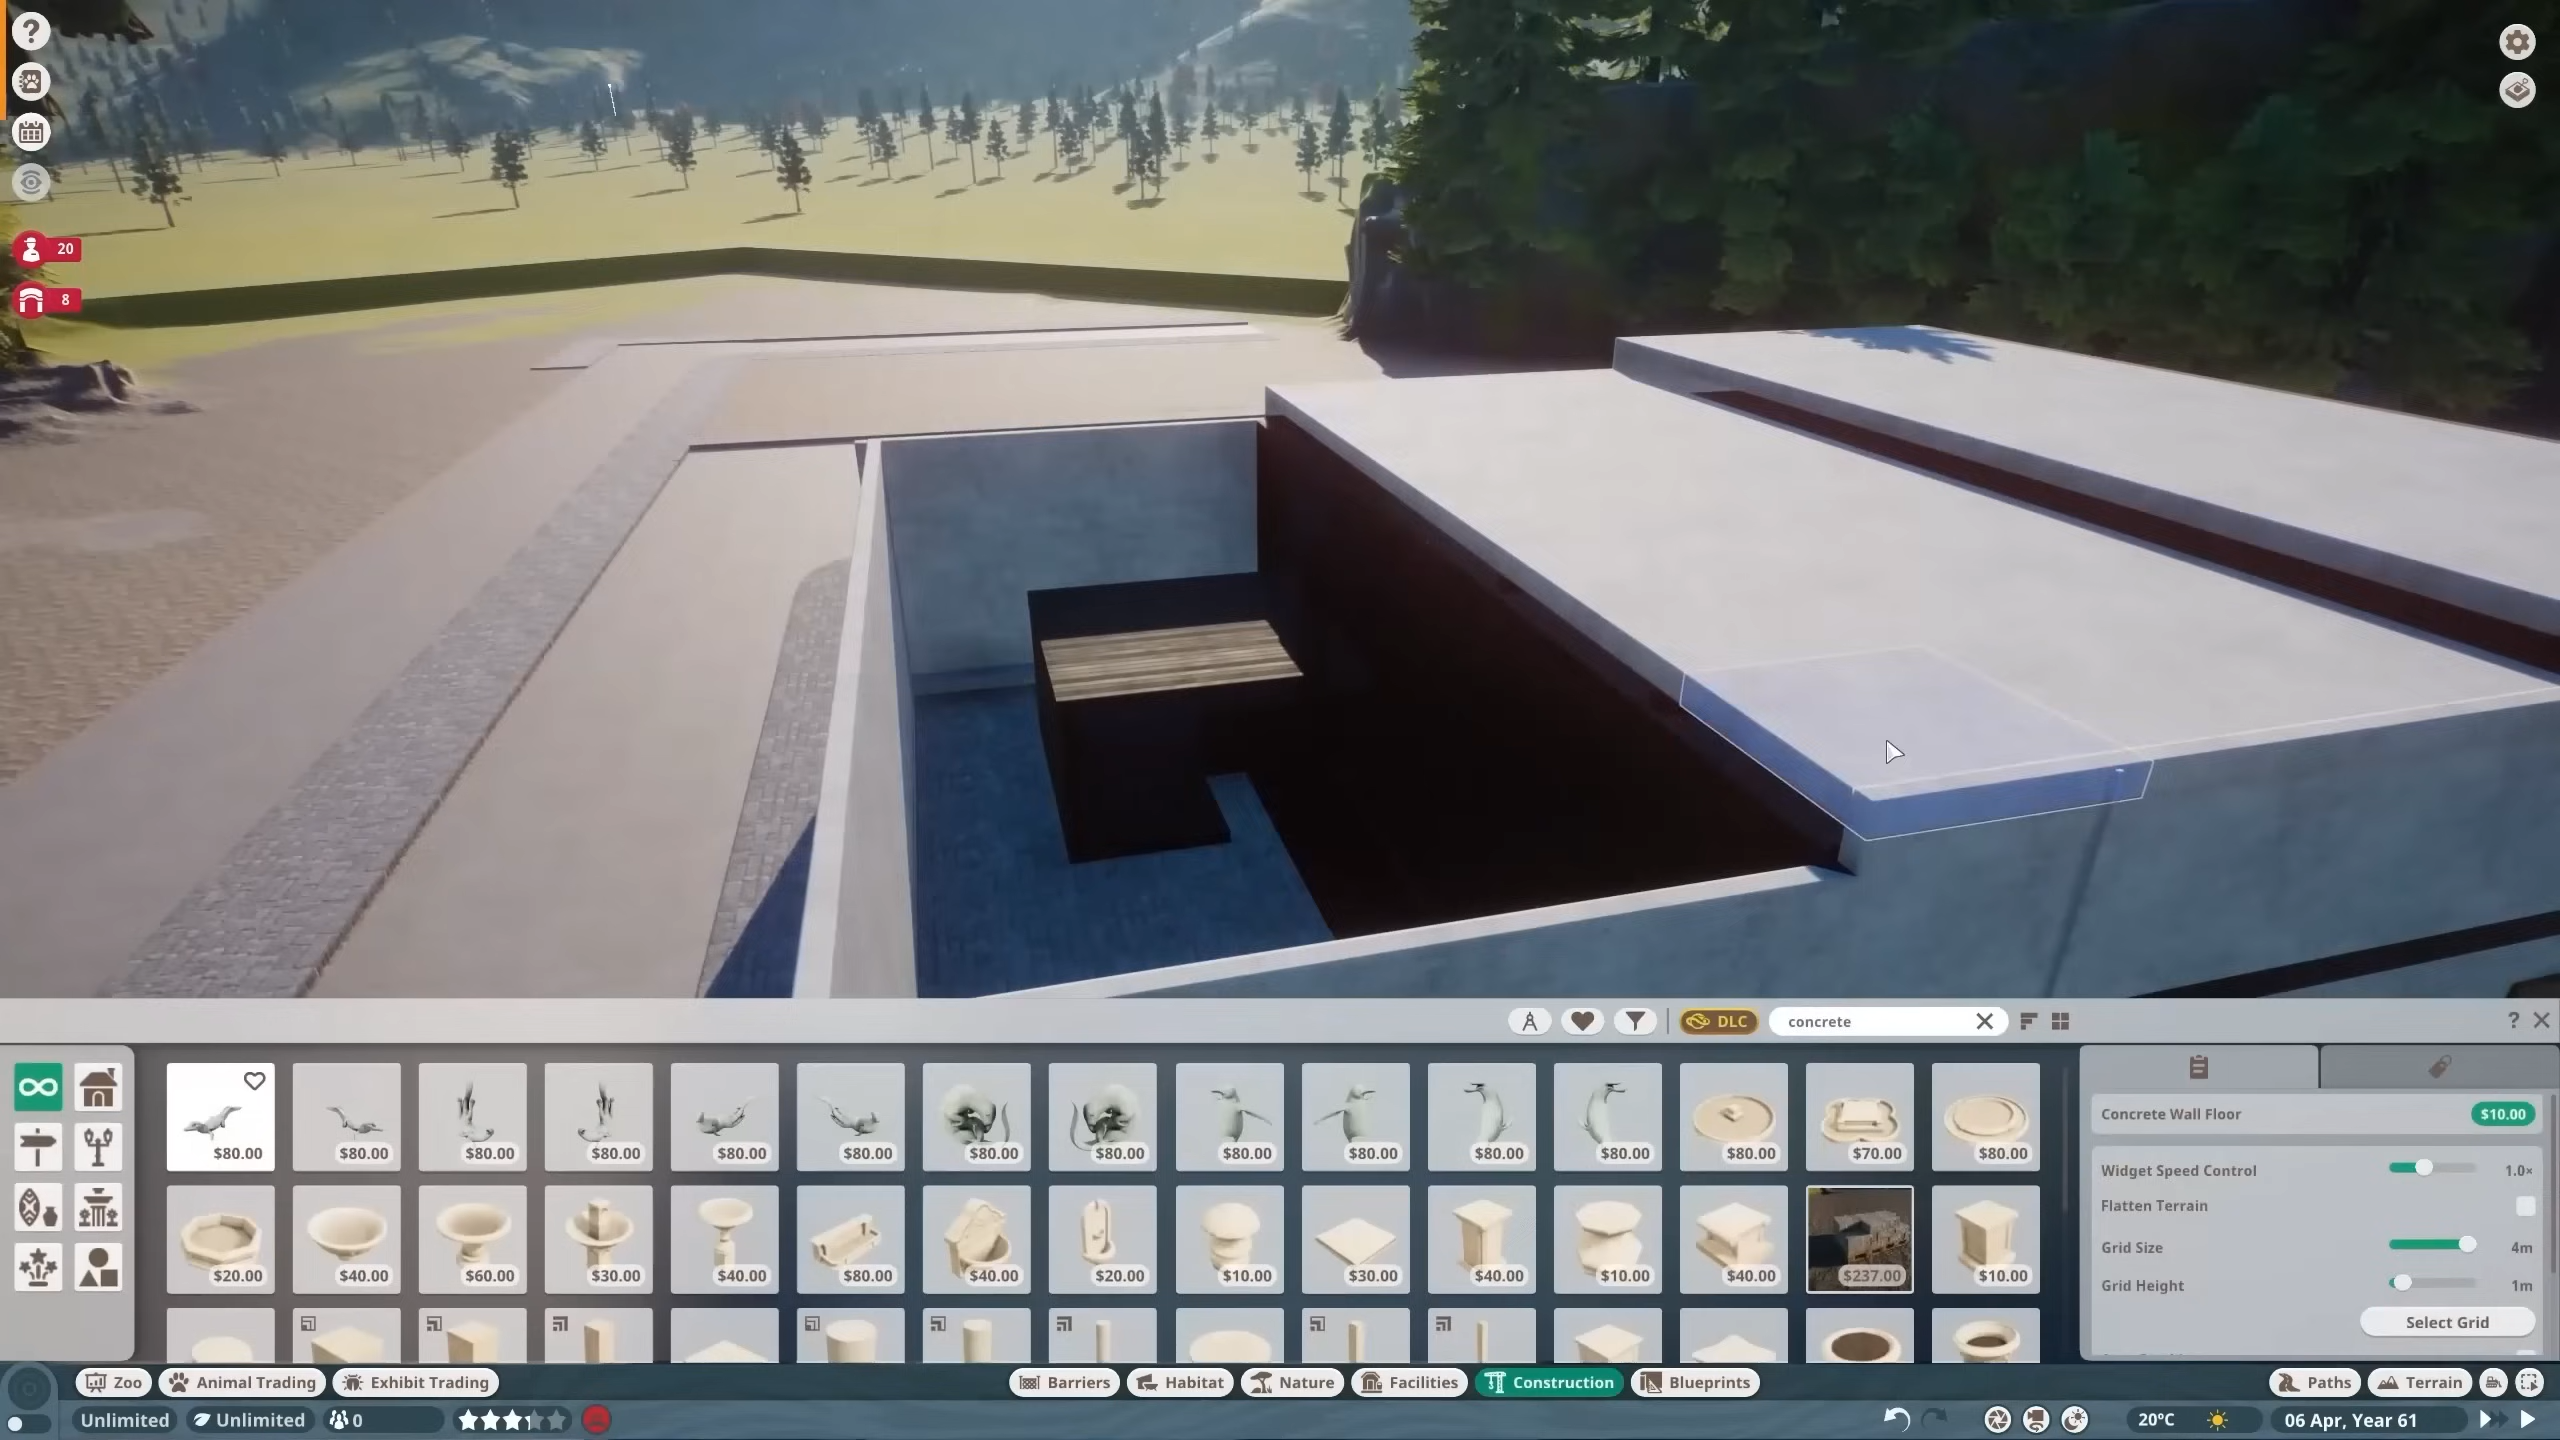 ?
20
8
DLC
concrete
?
$80.00 $80.00 $80.00 $80.00 $80.00 $80.00 $80.00 $80.00 $80.00 $80.00 $80.00 $80.00 $80.00 $70.00 $80.00
$20.00 $40.00 $60.00 $30.00 $40.00 $80.00 $40.00 $20.00 $10.00 $30.00 $40.00 $10.00 $40.00 $237.00 $10.00
Concrete Wall Floor $10.00
Widget Speed Control 1.0×
Flatten Terrain
Grid Size 4m
Grid Height 1m
Select Grid
Zoo Animal Trading Exhibit Trading Barriers Habitat Nature Facilities Construction Blueprints Paths Terrain
Unlimited Unlimited 0 20°C 06 Apr, Year 61